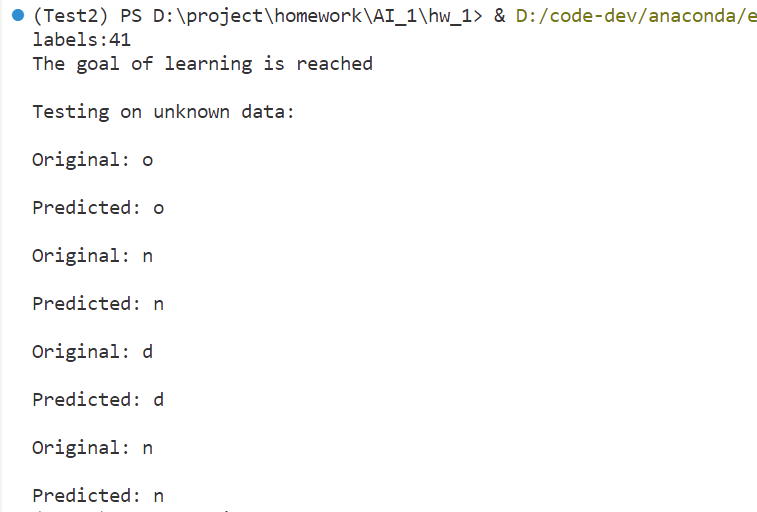 (Test2) PS D:\project\homework\AI_1\hw_1> & D:/code-dev/anaconda/e
labels:41
The goal of learning is reached
Testing on unknown data:
Original: o
Predicted: o
Original: n
Predicted: n
Original: d
Predicted: d
Original: n
Predicted: n